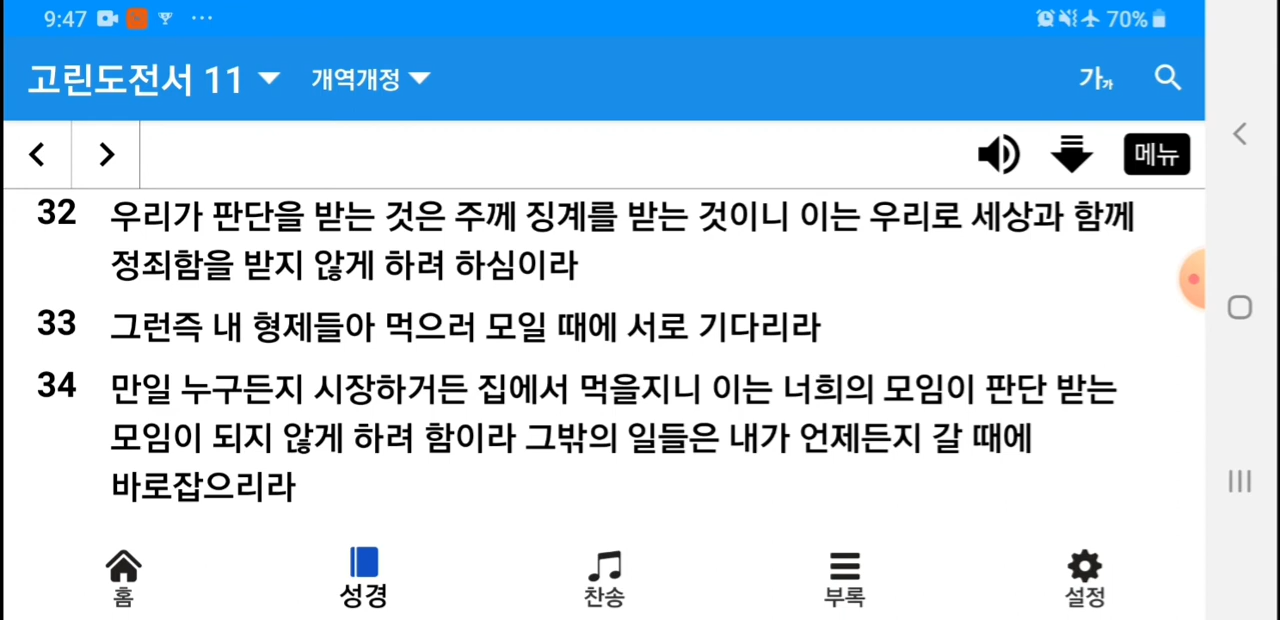 9:47
70%
고린도전서 11 개역개정 가가
메뉴
32 우리가 판단을 받는 것은 주께 징계를 받는 것이니 이는 우리로 세상과 함께
정죄함을 받지 않게 하려 하심이라
33 그런즉 내 형제들아 먹으러 모일 때에 서로 기다리라
34 만일 누구든지 시장하거든 집에서 먹을지니 이는 너희의 모임이 판단 받는
모임이 되지 않게 하려 함이라 그밖의 일들은 내가 언제든지 갈 때에
바로잡으리라
홈 성경 찬송 부록 설정